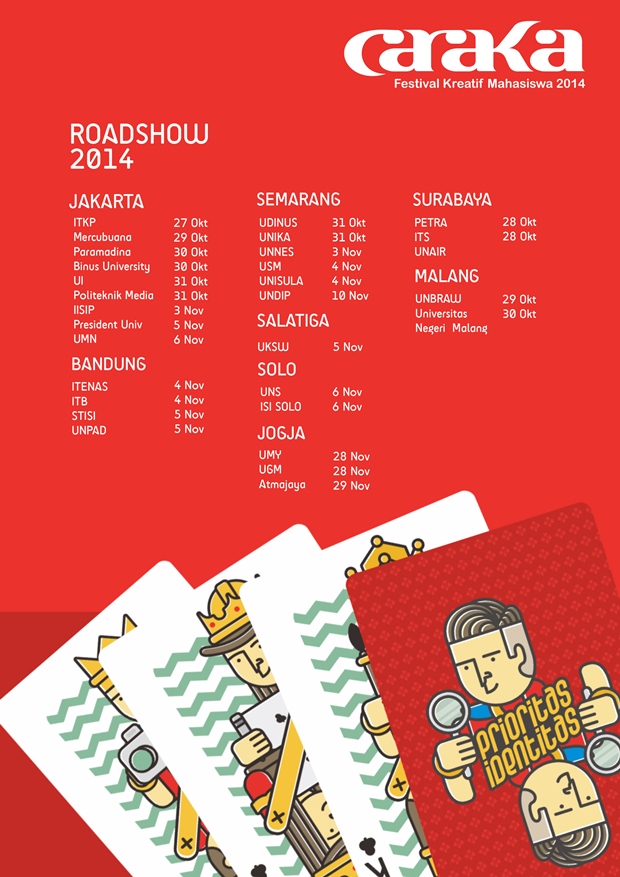 caraka
Festival Kreatif Mahasiswa 2014
ROADSHOW
2014
JAKARTA
ITKP 27 Okt
Mercubuana 29 Okt
Paramadina 30 Okt
Binus University 30 Okt
UI 31 Okt
Politeknik Media 31 Okt
IISIP 3 Nov
President Univ 5 Nov
UMN 6 Nov
BANDUNG
ITENAS 4 Nov
ITB 4 Nov
STISI 5 Nov
UNPAD 5 Nov
SEMARANG
UDINUS 31 Okt
UNIKA 31 Okt
UNNES 3 Nov
USM 4 Nov
UNISULA 4 Nov
UNDIP 10 Nov
SALATIGA
UKSW 5 Nov
SOLO
UNS 6 Nov
ISI SOLO 6 Nov
JOGJA
UMY 28 Nov
UGM 28 Nov
Atmajaya 29 Nov
SURABAYA
PETRA 28 Okt
ITS 28 Okt
UNAIR
MALANG
UNBRAW 29 Okt
Universitas 30 Okt
Negeri Malang
prioritas
identitas
K